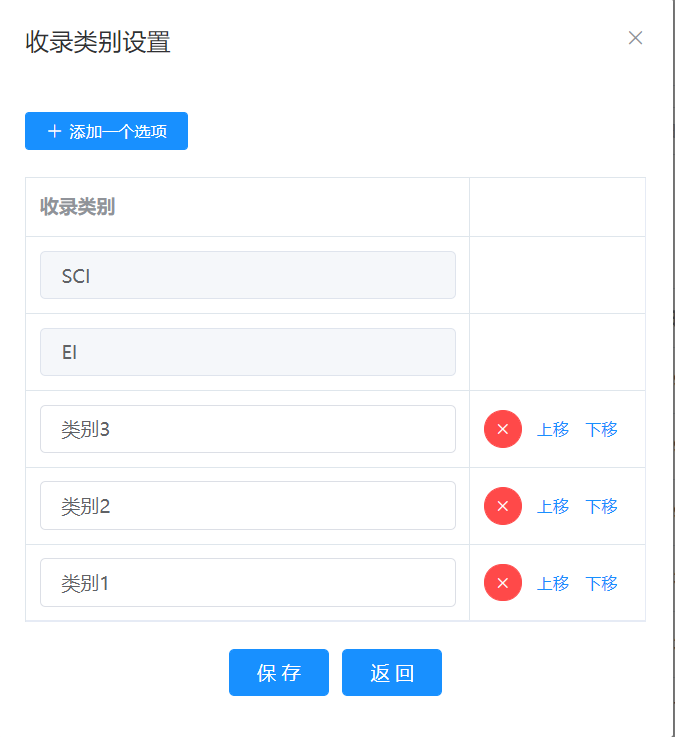 收录类别设置
添加一个选项
收录类别
SCI
EI
类别3 上移 下移
类别2 上移 下移
类别1 上移 下移
保存 返回